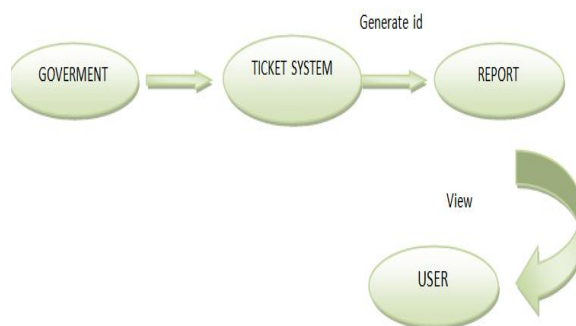 Generate id
GOVERMENT
TICKET SYSTEM
REPORT
View
USER